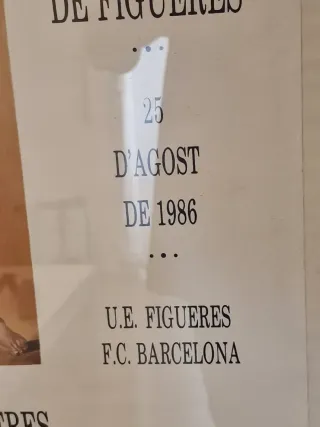 DE FIGUERES
...
25
D'AGOST
DE 1986
...
U.E. FIGUERES
F.C. BARCELONA